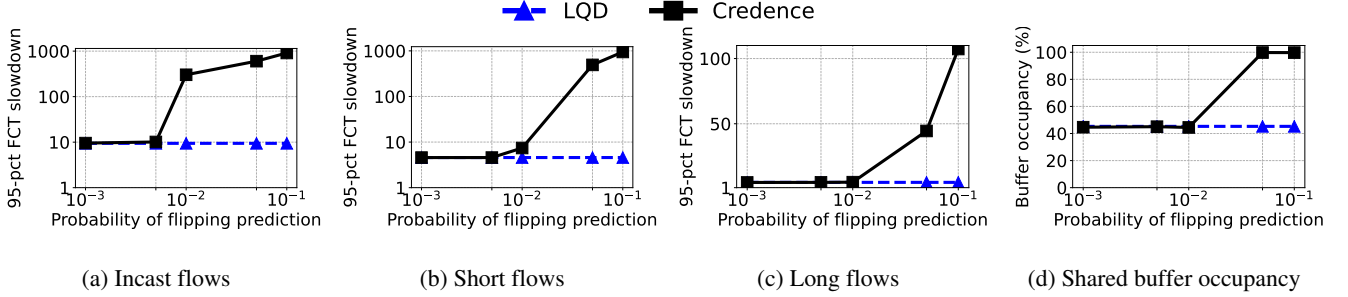 LQD
Credence
95-pct FCT slowdown
1000
100
10
1
10⁻³
10⁻²
10⁻¹
Probability of flipping prediction
(a) Incast flows
95-pct FCT slowdown
1000
100
10
1
10⁻³
10⁻²
10⁻¹
Probability of flipping prediction
(b) Short flows
95-pct FCT slowdown
100
50
1
10⁻³
10⁻²
10⁻¹
Probability of flipping prediction
(c) Long flows
Buffer occupancy (%)
100
80
60
40
20
0
10⁻³
10⁻²
10⁻¹
Probability of flipping prediction
(d) Shared buffer occupancy